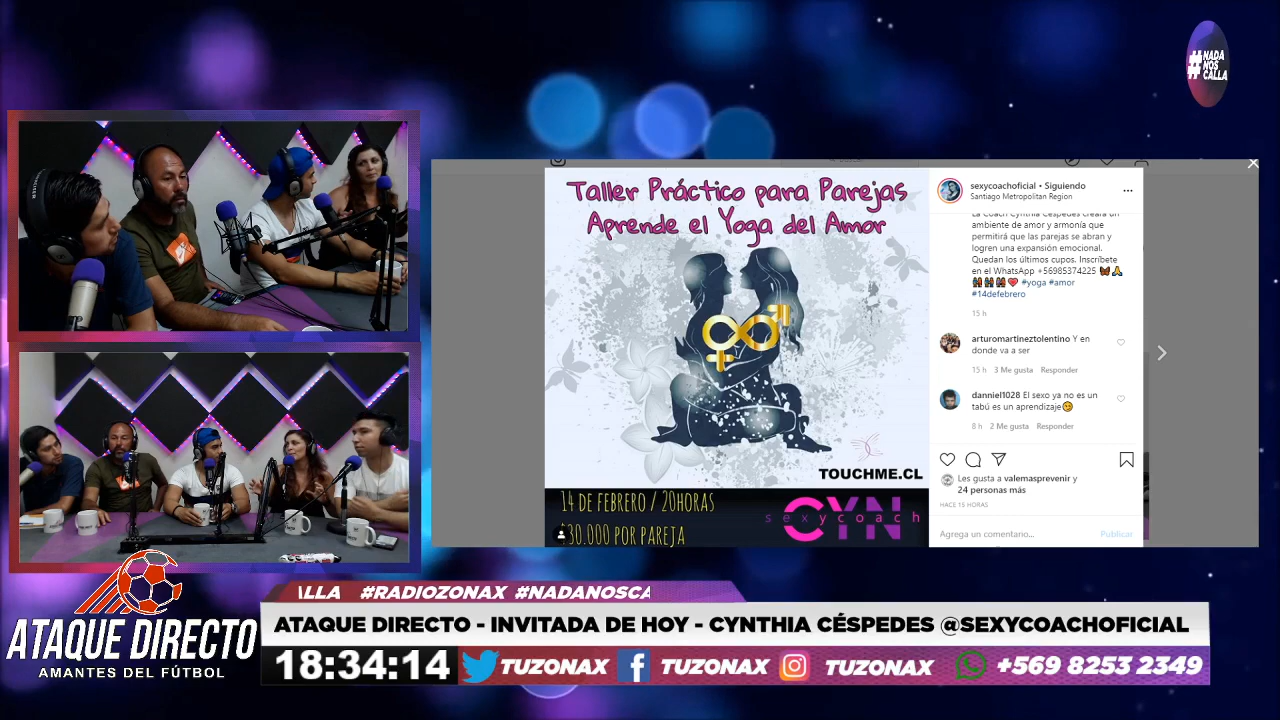 #NADA
NOS
CALLA
Taller Práctico para Parejas
Aprende el Yoga del Amor
TOUCHME.CL
14 DE FEBRERO / 20HORAS
$30.000 POR PAREJA
CYN
sexycoach
sexycoachoficial • Siguiendo
Santiago Metropolitan Region
La Coach Cynthia Céspedes creará un
ambiente de amor y armonía que
permitirá que las parejas se abran y
logren una expansión emocional.
Quedan los últimos cupos. Inscríbete
en el WhatsApp +56985374225
#yoga #amor
#14defebrero
15 h
arturomartineztolentino Y en
donde va a ser
15 h 3 Me gusta Responder
danniel1028 El sexo ya no es un
tabú es un aprendizaje
8 h 2 Me gusta Responder
Les gusta a valemasprevenir y
24 personas más
HACE 15 HORAS
Agrega un comentario...
Publicar
ATAQUE DIRECTO
AMANTES DEL FÚTBOL
ALLA #RADIOZONAX #NADANOSCA
ATAQUE DIRECTO - INVITADA DE HOY - CYNTHIA CÉSPEDES @SEXYCOACHOFICIAL
18:34:14 TUZONAX TUZONAX TUZONAX +569 8253 2349